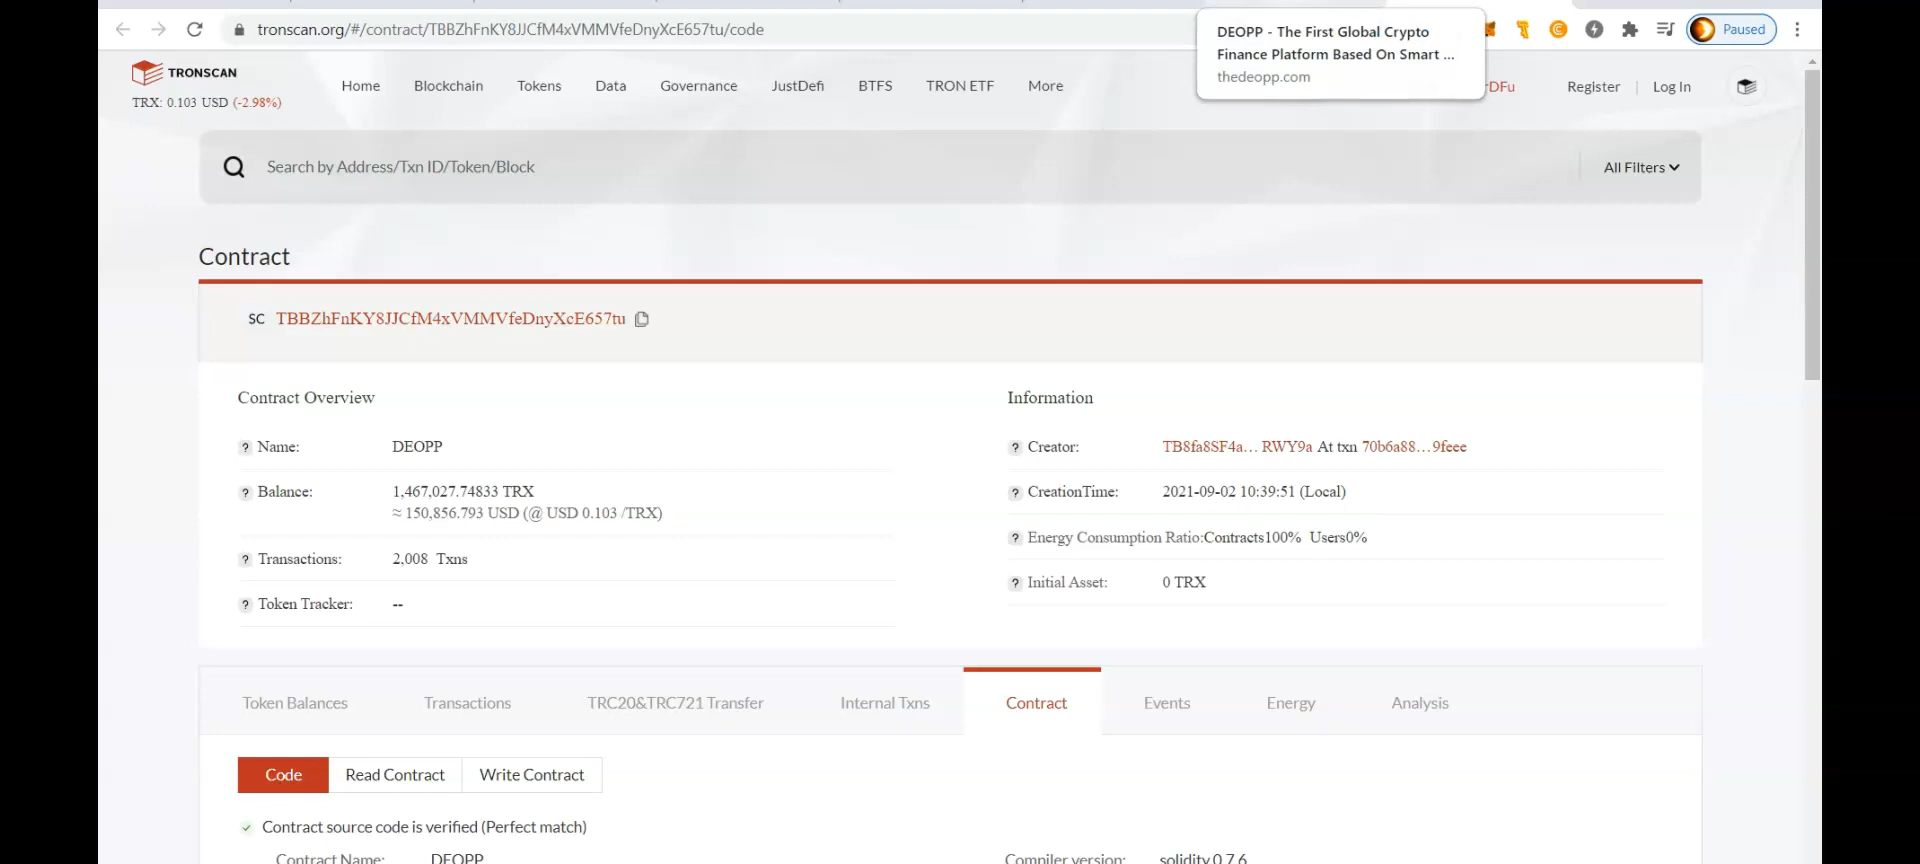 tronscan.org/#/contract/TBBZhFnKY8JJCfM4xVMMVfeDnyXcE657tu/code
DEOPP - The First Global Crypto
Finance Platform Based On Smart ...
thedeopp.com
Paused
TRONSCAN
TRX: 0.103 USD (-2.98%)
Home
Blockchain
Tokens
Data
Governance
JustDefi
BTFS
TRON ETF
More
rDFu
Register
Log In
Search by Address/Txn ID/Token/Block
All Filters
Contract
SC TBBZhFnKY8JJCfM4xVMMVfeDnyXcE657tu
Contract Overview
? Name: DEOPP
? Balance: 1,467,027.74833 TRX
≈ 150,856.793 USD (@ USD 0.103 /TRX)
? Transactions: 2,008 Txns
? Token Tracker: --
Information
? Creator: TB8fa8SF4a... RWY9a At txn 70b6a88...9feee
? CreationTime: 2021-09-02 10:39:51 (Local)
? Energy Consumption Ratio:Contracts100% Users0%
? Initial Asset: 0 TRX
Token Balances
Transactions
TRC20&TRC721 Transfer
Internal Txns
Contract
Events
Energy
Analysis
Code
Read Contract
Write Contract
Contract source code is verified (Perfect match)
Contract Name: DEOPP
Compiler version: solidity 0.7.6